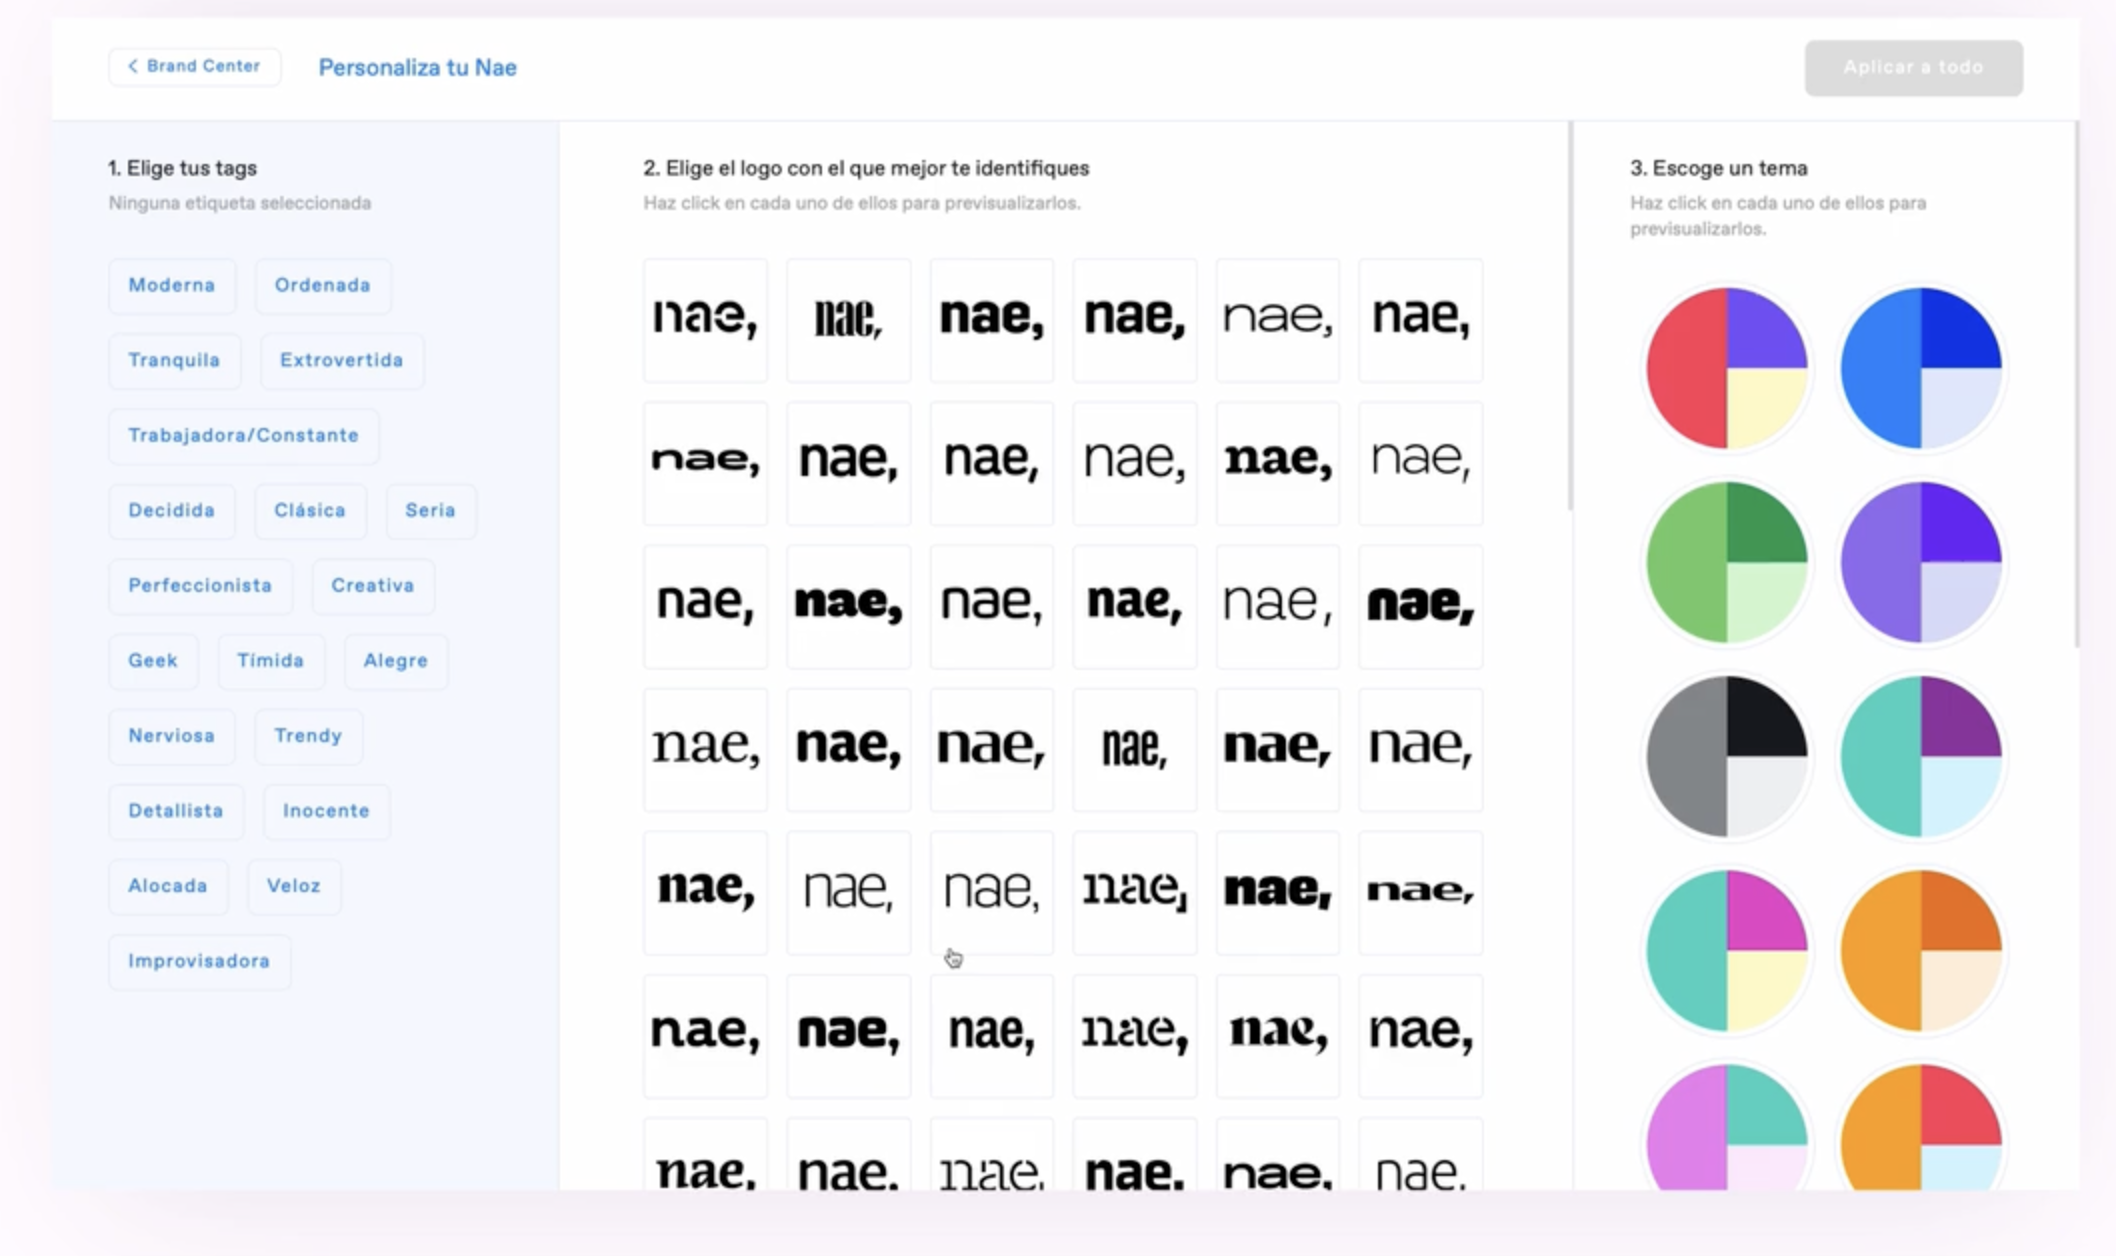 < Brand Center
Personaliza tu Nae
Aplicar a todo
1. Elige tus tags
Ninguna etiqueta seleccionada
Moderna Ordenada
Tranquila Extrovertida
Trabajadora/Constante
Decidida Clásica Seria
Perfeccionista Creativa
Geek Tímida Alegre
Nerviosa Trendy
Detallista Inocente
Alocada Veloz
Improvisadora
2. Elige el logo con el que mejor te identifiques
Haz click en cada uno de ellos para previsualizarlos.
nae, nae, nae, nae, nae, nae,
nae, nae, nae, nae, nae, nae,
nae, nae, nae, nae, nae, nae,
nae, nae, nae, nae, nae, nae,
nae, nae, nae, nae, nae, nae,
nae, nae, nae, nae, nae, nae,
nae, nae, nae, nae, nae, nae,
3. Escoge un tema
Haz click en cada uno de ellos para
previsualizarlos.